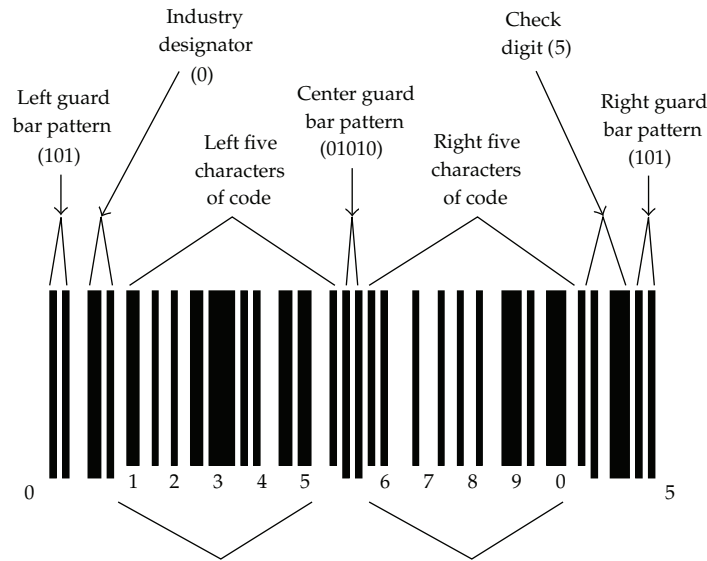 Industry
designator
(0)
Check
digit (5)
Left guard
bar pattern
(101)
Left five
characters
of code
Center guard
bar pattern
(01010)
Right five
characters
of code
Right guard
bar pattern
(101)
0 1 2 3 4 5 6 7 8 9 0 5